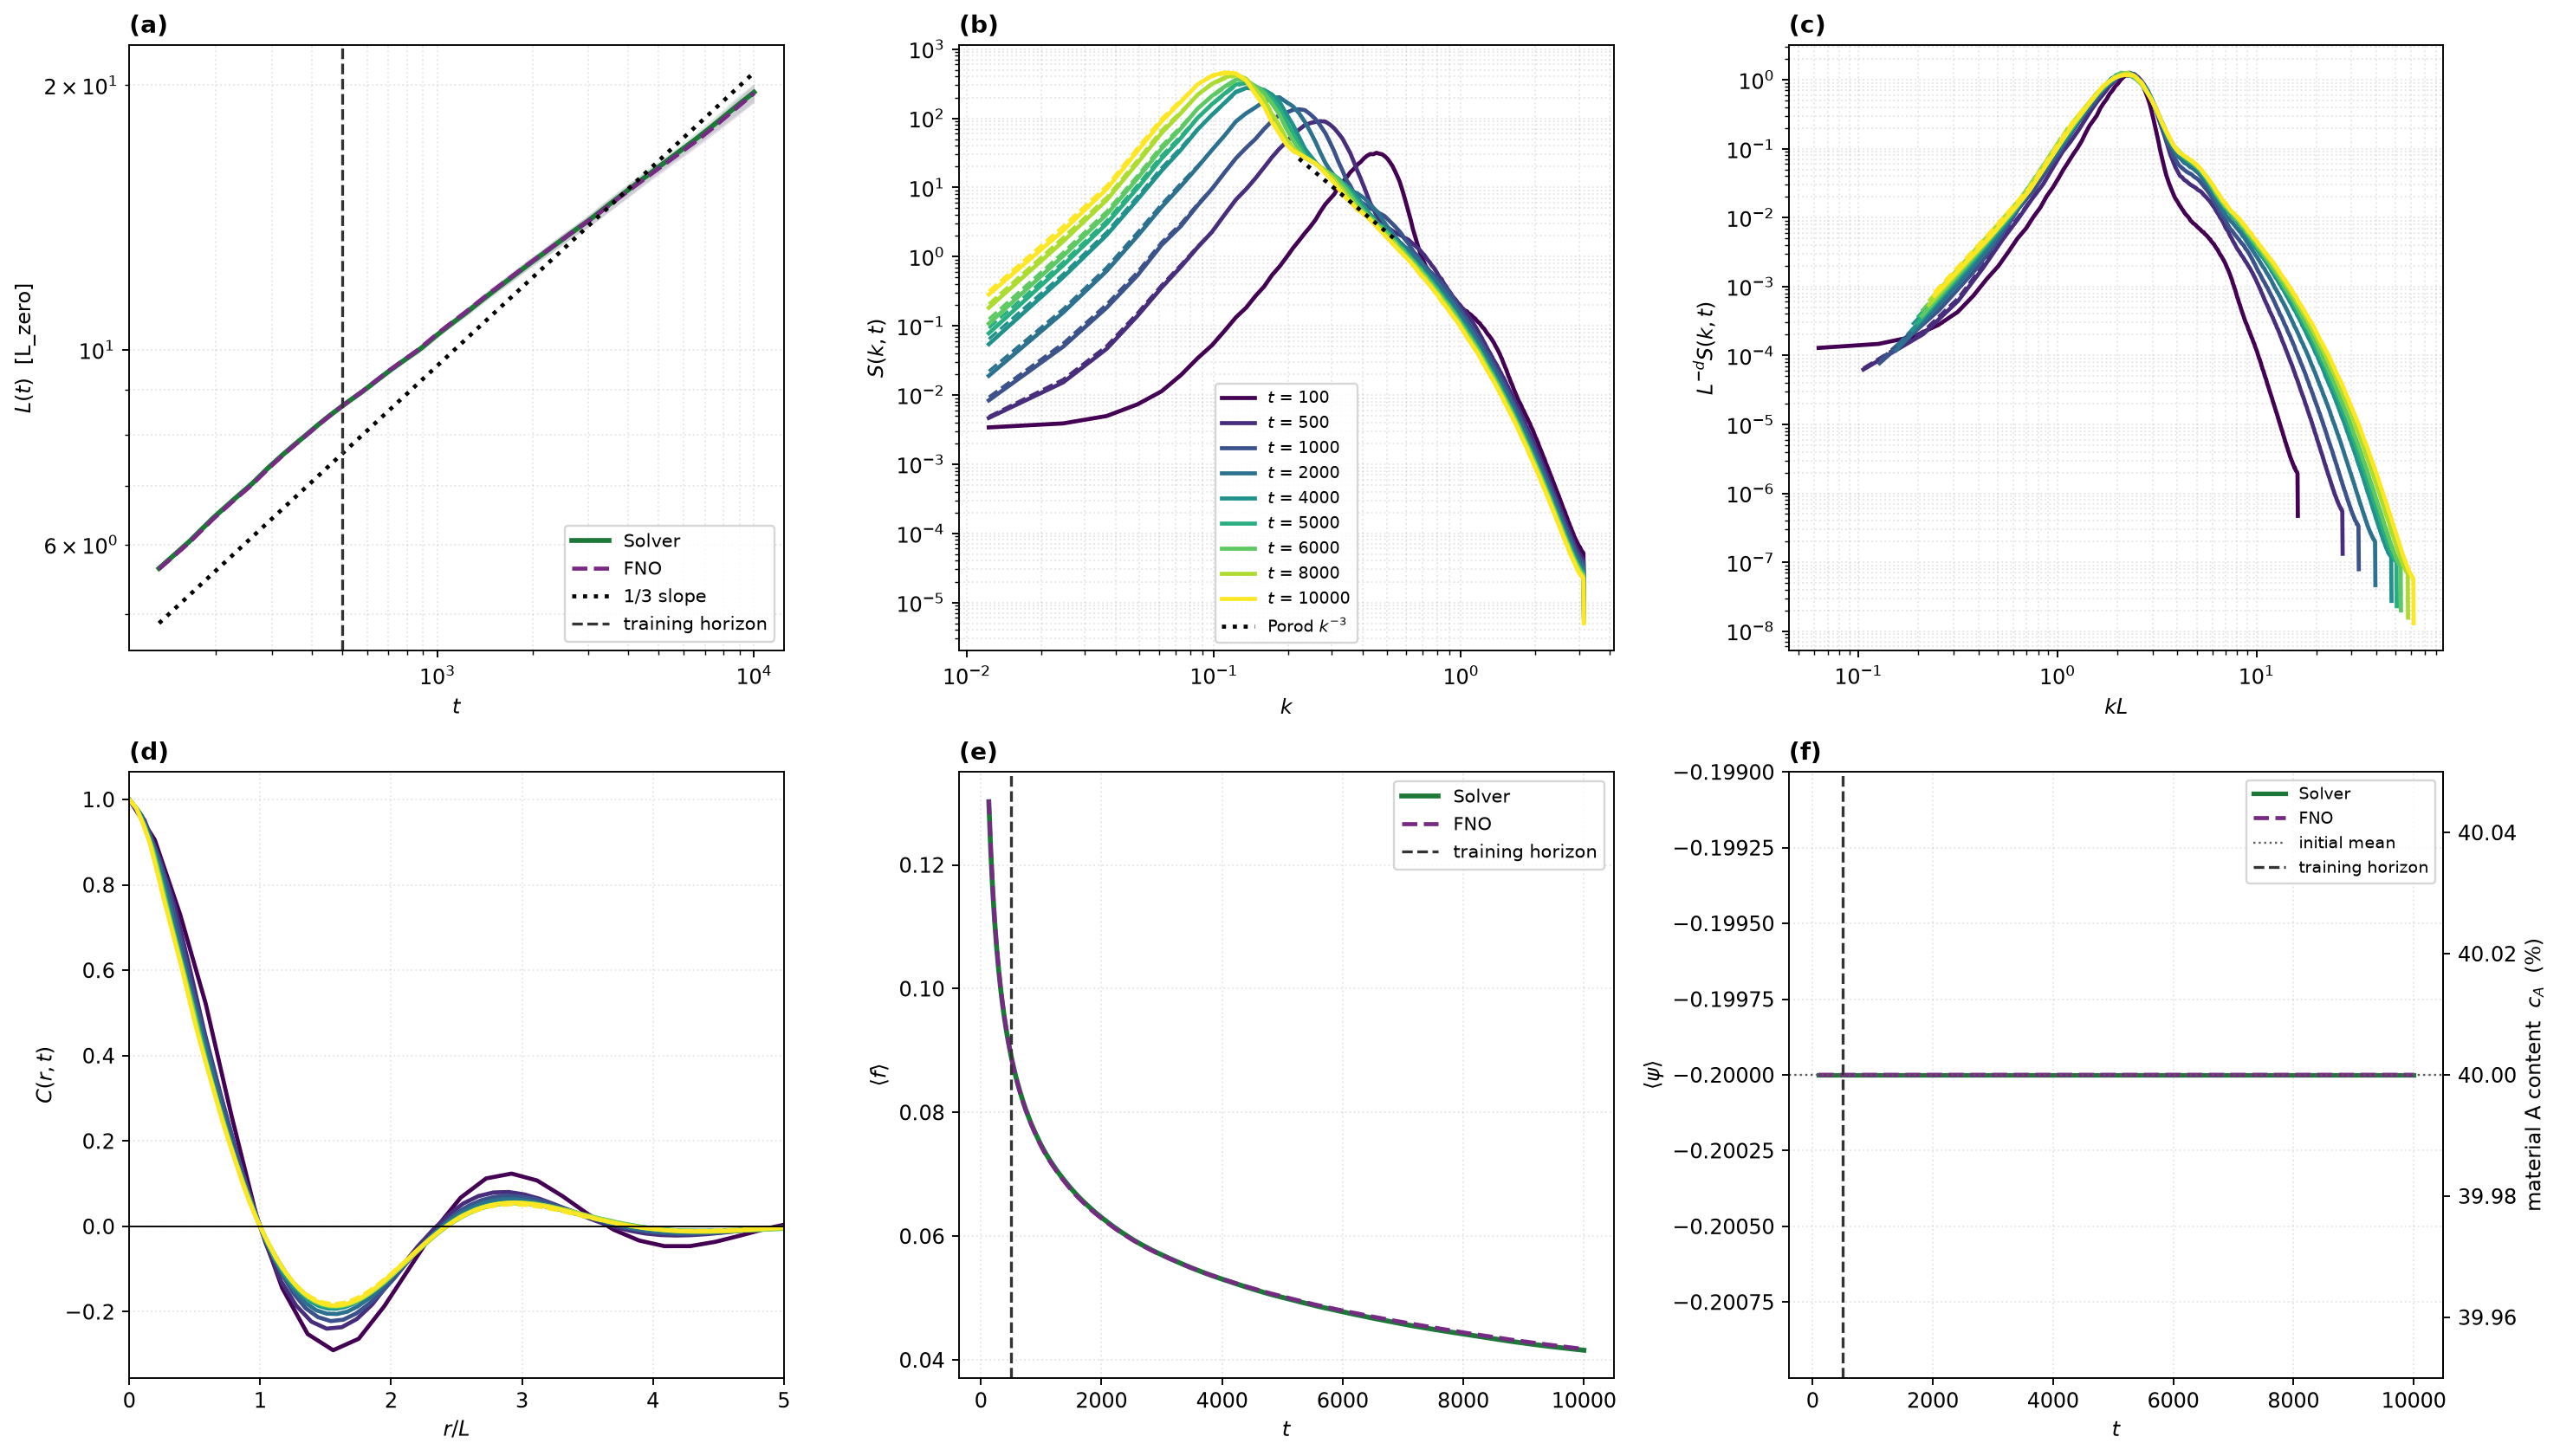 (a)
2 × 10¹
10¹
6 × 10⁰
L(t) [L_zero]
10³
10⁴
t
Solver
FNO
1/3 slope
training horizon
(b)
10³
10²
10¹
10⁰
10⁻¹
10⁻²
10⁻³
10⁻⁴
10⁻⁵
S(k, t)
10⁻²
10⁻¹
10⁰
k
t = 100
t = 500
t = 1000
t = 2000
t = 4000
t = 5000
t = 6000
t = 8000
t = 10000
Porod k⁻³
(c)
10⁰
10⁻¹
10⁻²
10⁻³
10⁻⁴
10⁻⁵
10⁻⁶
10⁻⁷
10⁻⁸
L⁻ᵈS(k, t)
10⁻¹
10⁰
10¹
kL
(d)
1.0
0.8
0.6
0.4
0.2
0.0
−0.2
C(r, t)
0
1
2
3
4
5
r/L
(e)
0.12
0.10
0.08
0.06
0.04
⟨f⟩
0
2000
4000
6000
8000
10000
t
Solver
FNO
training horizon
(f)
−0.19900
−0.19925
−0.19950
−0.19975
−0.20000
−0.20025
−0.20050
−0.20075
⟨ψ⟩
0
2000
4000
6000
8000
10000
t
Solver
FNO
initial mean
training horizon
40.04
40.02
40.00
39.98
39.96
material A content c_A (%)